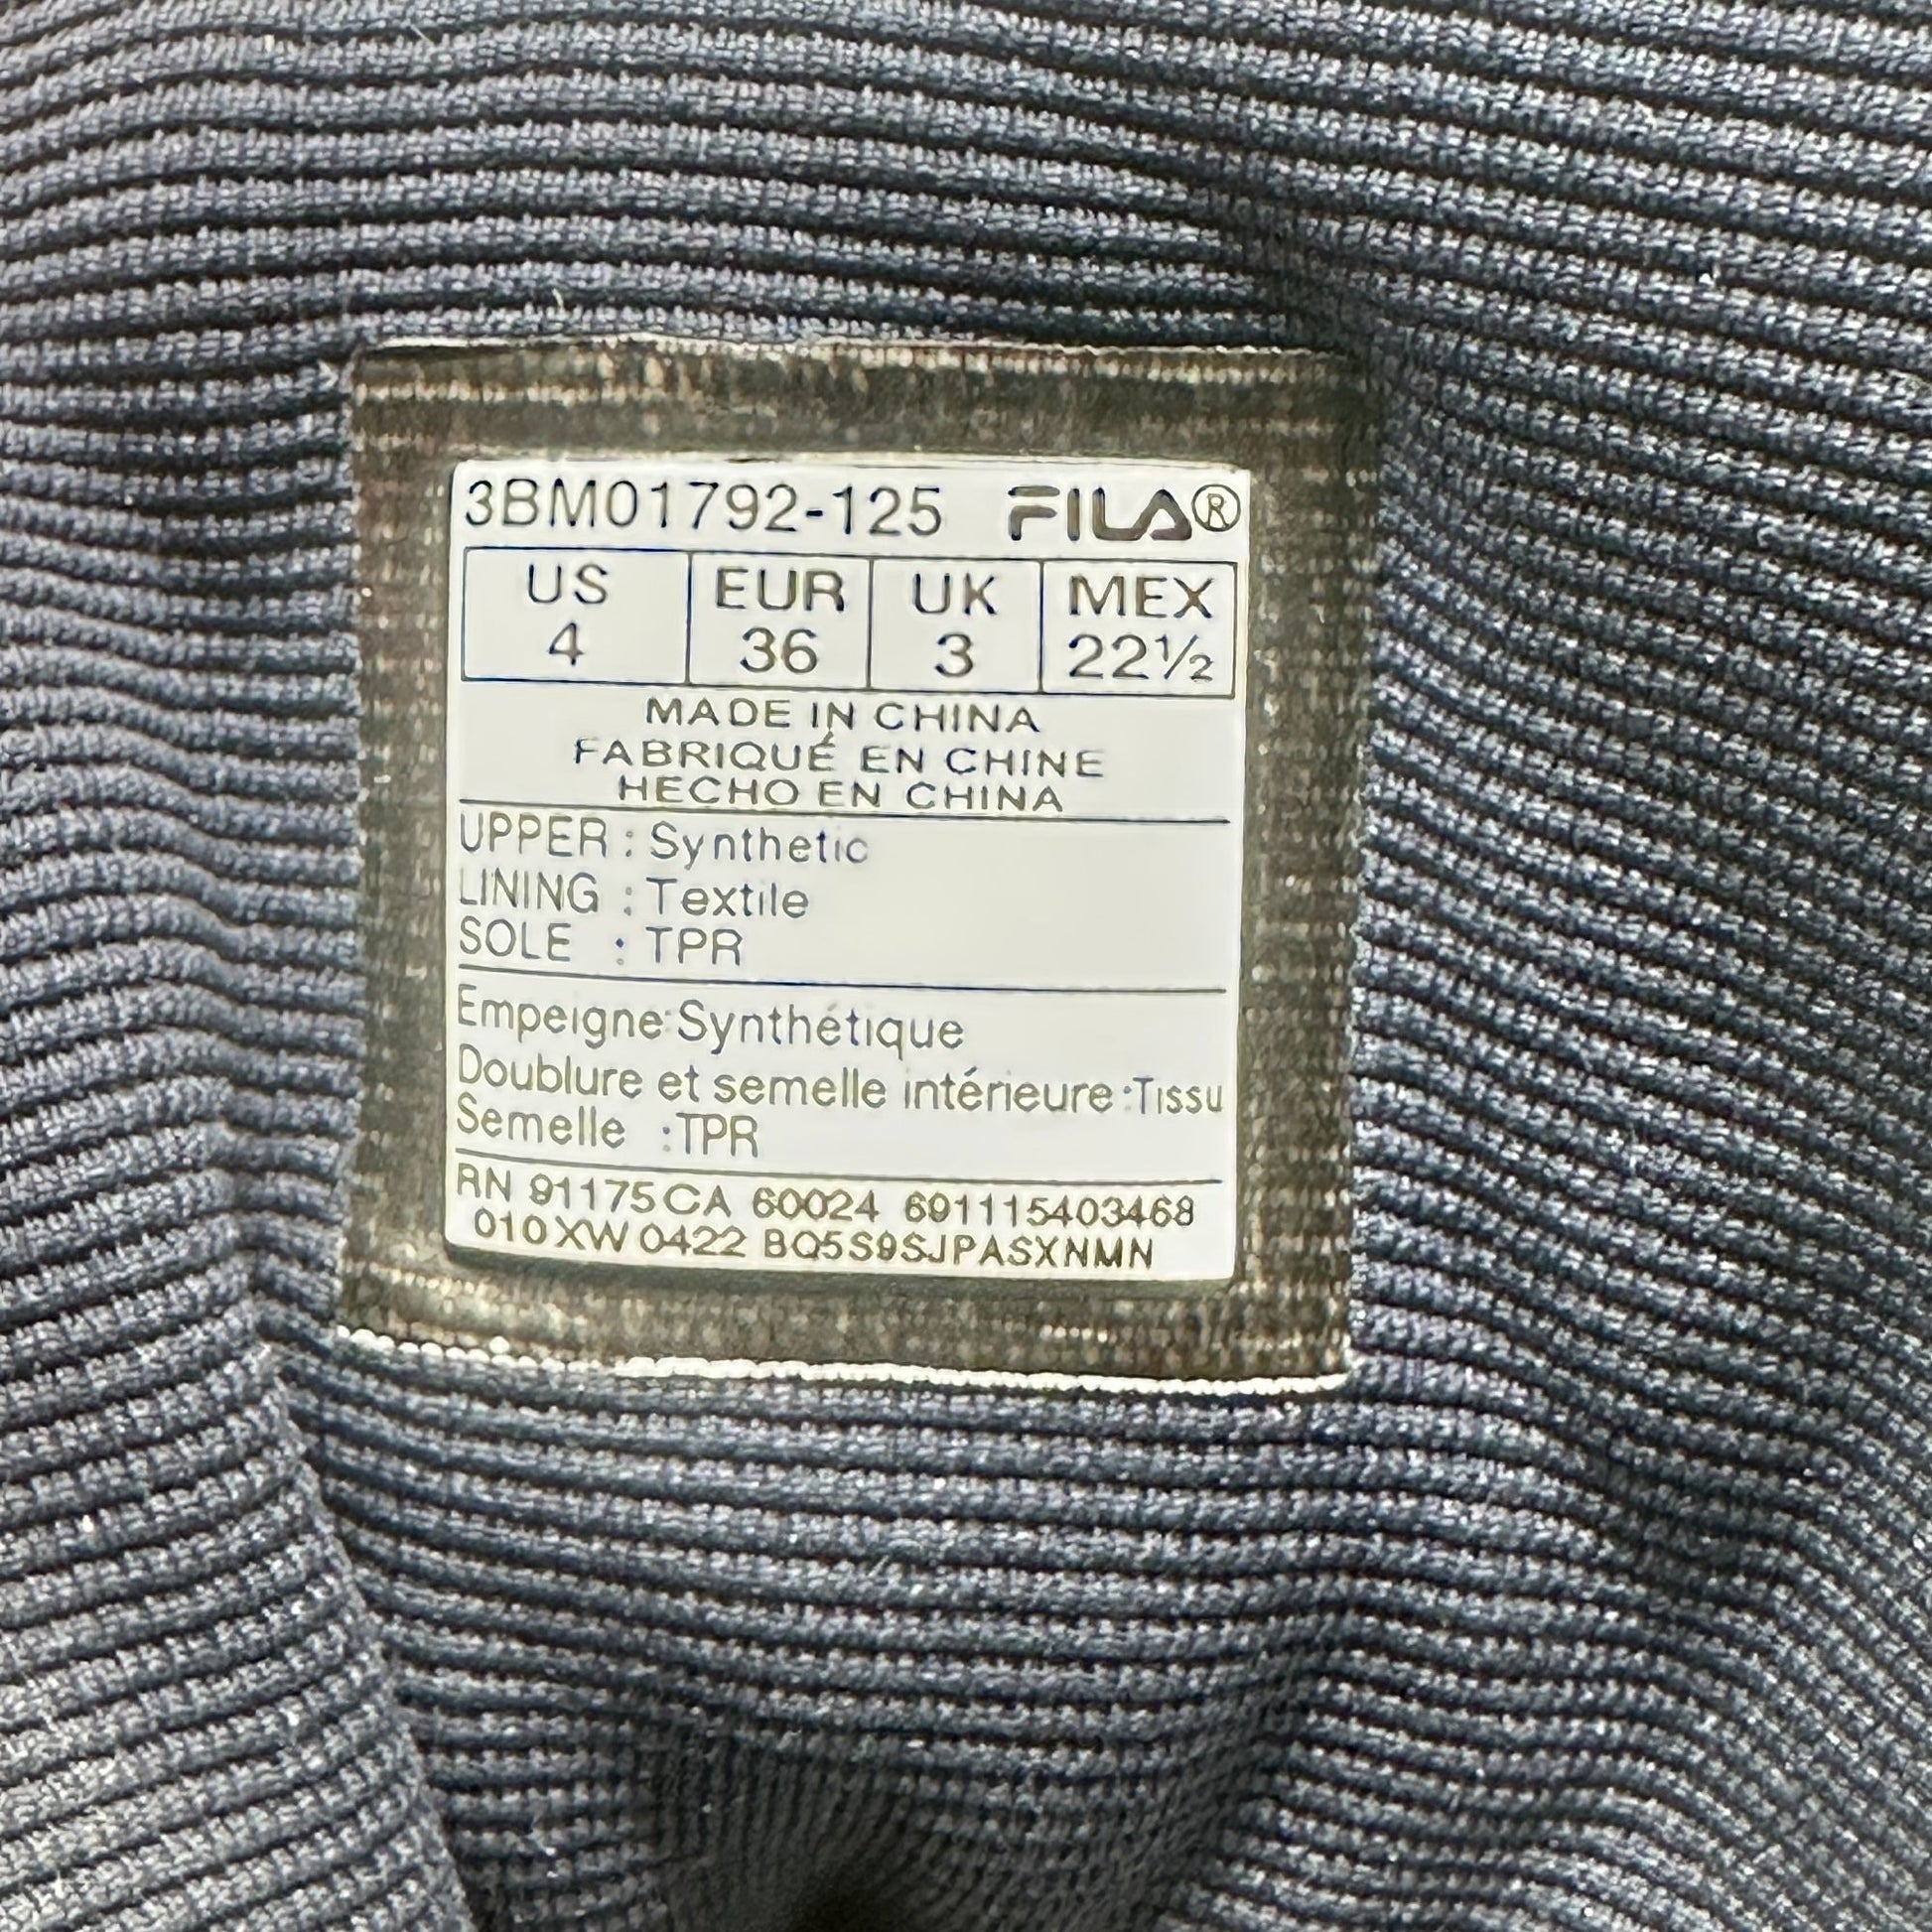 3BM01792-125 FILA®
US EUR UK MEX
4 36 3 22½
MADE IN CHINA
FABRIQUÉ EN CHINE
HECHO EN CHINA
UPPER : Synthetic
LINING : Textile
SOLE : TPR
Empeigne: Synthétique
Doublure et semelle intérieure :Tissu
Semelle :TPR
RN 91175 CA 60024 691115403468
010 XW 0422 BQ5S9SJPASXNMN